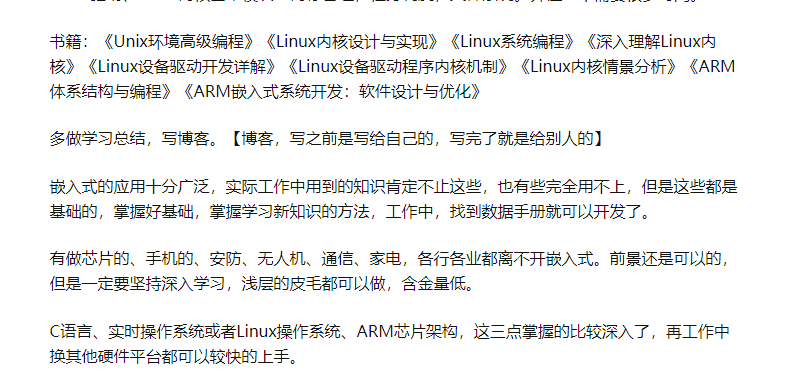 书籍：《Unix环境高级编程》《Linux内核设计与实现》《Linux系统编程》《深入理解Linux内
核》《Linux设备驱动开发详解》《Linux设备驱动程序内核机制》《Linux内核情景分析》《ARM
体系结构与编程》《ARM嵌入式系统开发：软件设计与优化》
多做学习总结，写博客。【博客，写之前是写给自己的，写完了就是给别人的】
嵌入式的应用十分广泛，实际工作中用到的知识肯定不止这些，也有些完全用不上，但是这些都是
基础的，掌握好基础，掌握学习新知识的方法，工作中，找到数据手册就可以开发了。
有做芯片的、手机的、安防、无人机、通信、家电，各行各业都离不开嵌入式。前景还是可以的，
但是一定要坚持深入学习，浅层的皮毛都可以做，含金量低。
C语言、实时操作系统或者Linux操作系统、ARM芯片架构，这三点掌握的比较深入了，再工作中
换其他硬件平台都可以较快的上手。